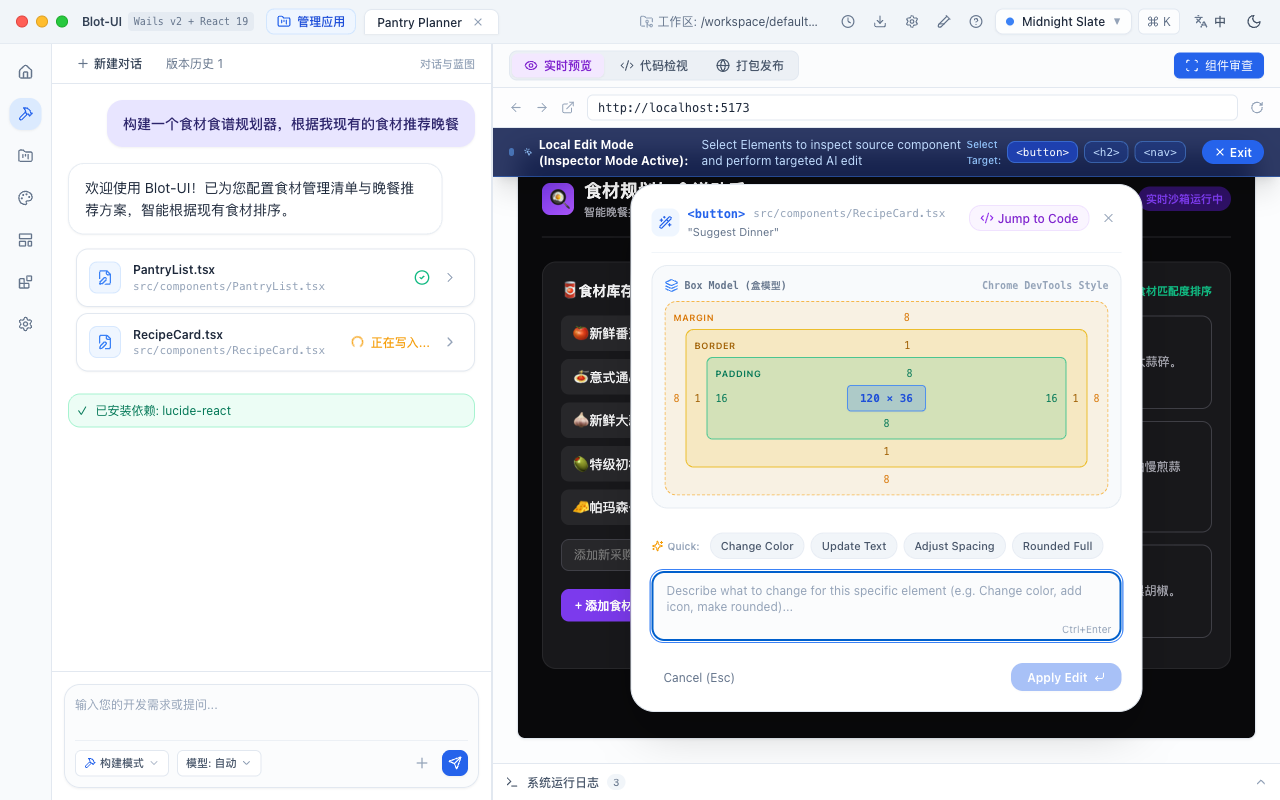 Blot-UI
Wails v2 + React 19
管理应用
Pantry Planner
工作区: /workspace/default...
Midnight Slate
⌘ K
中
新建对话
版本历史 1
对话与蓝图
构建一个食材食谱规划器，根据我现有的食材推荐晚餐
欢迎使用 Blot-UI！已为您配置食材管理清单与晚餐推
荐方案，智能根据现有食材排序。
PantryList.tsx
src/components/PantryList.tsx
RecipeCard.tsx
src/components/RecipeCard.tsx
正在写入...
已安装依赖: lucide-react
输入您的开发需求或提问...
构建模式
模型: 自动
实时预览
代码检视
打包发布
组件审查
http://localhost:5173
Local Edit Mode
(Inspector Mode Active):
Select Elements to inspect source component
and perform targeted AI edit
Select
Target:
<button>
<h2>
<nav>
Exit
智能晚餐
实时沙箱运行中
食材库存
食材匹配度排序
新鲜番
意式通
新鲜大
特级初
帕玛森
添加新采购
+ 添加食材
蒜碎。
慢煎蒜
胡椒。
<button>
src/components/RecipeCard.tsx
"Suggest Dinner"
Jump to Code
Box Model (盒模型)
Chrome DevTools Style
MARGIN
8
BORDER
1
PADDING
8
8
1
16
120 × 36
16
1
8
8
1
8
Quick:
Change Color
Update Text
Adjust Spacing
Rounded Full
Describe what to change for this specific element (e.g. Change color, add
icon, make rounded)...
Ctrl+Enter
Cancel (Esc)
Apply Edit
系统运行日志
3